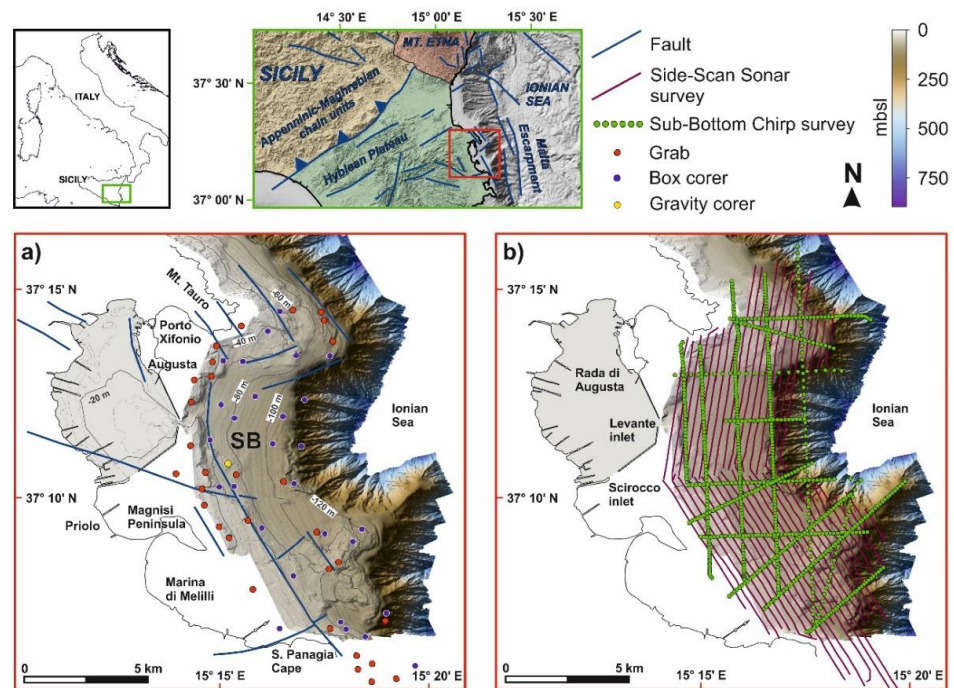 14° 30' E
15° 00' E
15° 30' E
ITALY
SICILY
37° 30' N
37° 00' N
SICILY
MT. ETNA
IONIAN
SEA
Appenninic-Maghrebian
chain units
Hyblean Plateau
Malta
Escarpment
Fault
Side-Scan Sonar
survey
Sub-Bottom Chirp survey
Grab
Box corer
Gravity corer
N
mbsl
0
250
500
750
a)
37° 15' N
37° 10' N
Mt. Tauro
Porto
Xifonio
Augusta
-20 m
-40 m
-60 m
-80 m
-100 m
-120 m
SB
Ionian
Sea
Priolo
Magnisi
Peninsula
Marina
di Melilli
S. Panagia
Cape
0
5 km
15° 15' E
15° 20' E
b)
37° 15' N
37° 10' N
Rada di
Augusta
Levante
inlet
Scirocco
inlet
Ionian
Sea
0
5 km
15° 15' E
15° 20' E